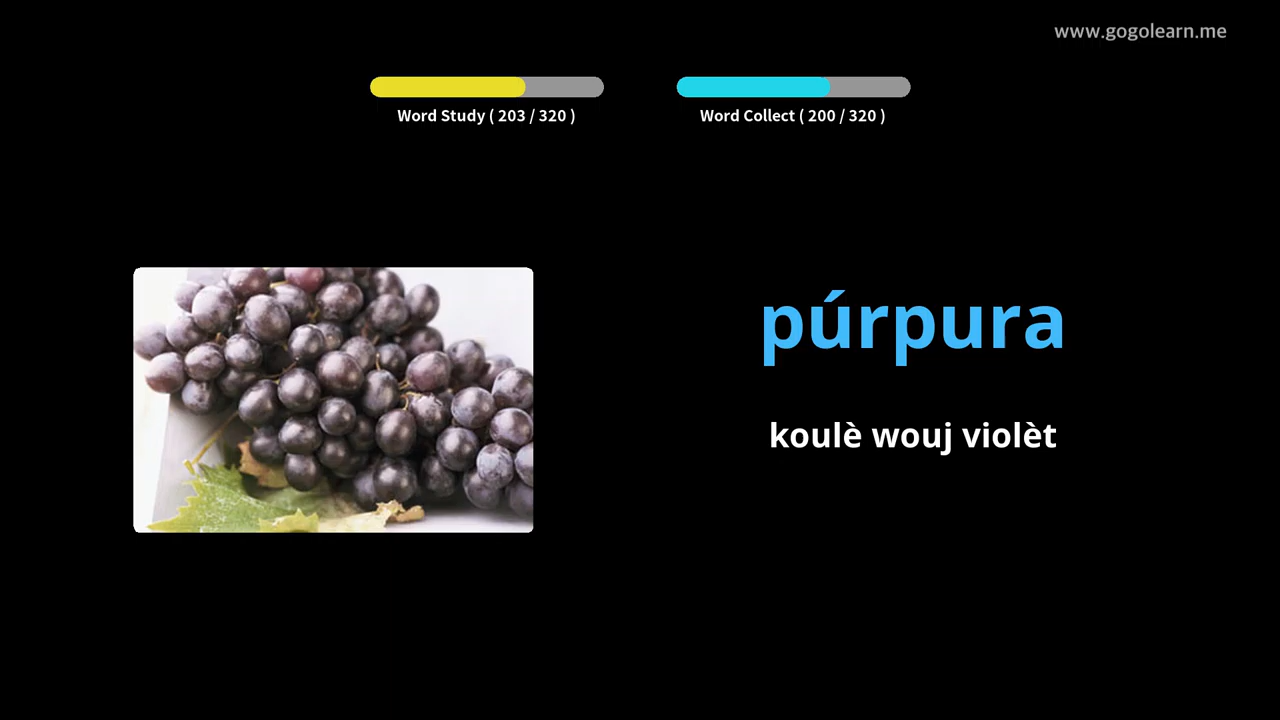 www.gogolearn.me
Word Study ( 203 / 320 )
Word Collect ( 200 / 320 )
púrpura
koulè wouj violèt